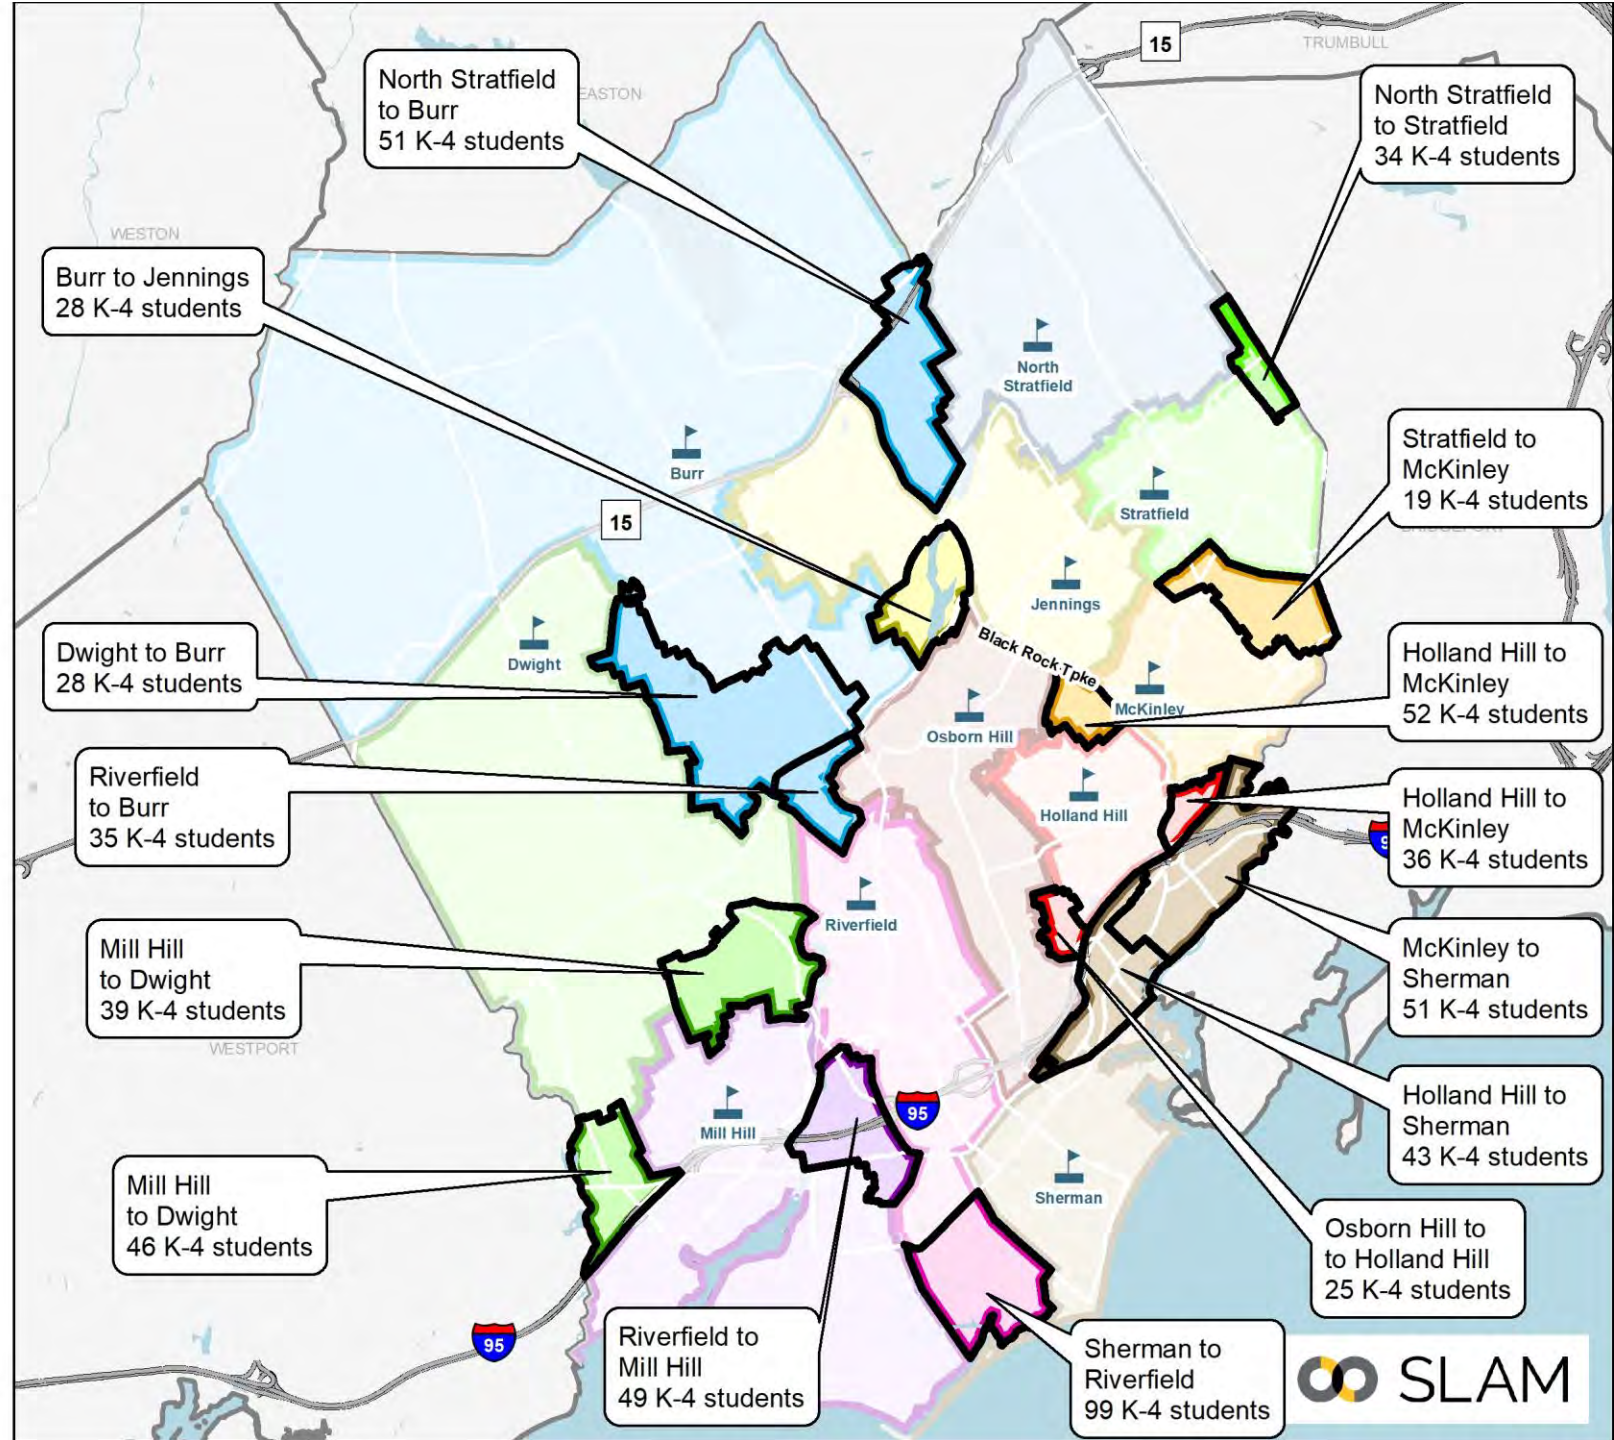 15
TRUMBULL
North Stratfield
to Burr
51 K-4 students
EASTON
North Stratfield
to Stratfield
34 K-4 students
WESTON
Burr to Jennings
28 K-4 students
North
Stratfield
Burr
Stratfield
15
Stratfield to
McKinley
19 K-4 students
Jennings
Black Rock Tpke
Dwight
Dwight to Burr
28 K-4 students
McKinley
Osborn Hill
Holland Hill to
McKinley
52 K-4 students
Riverfield
to Burr
35 K-4 students
Holland Hill
Holland Hill to
McKinley
36 K-4 students
Riverfield
Mill Hill
to Dwight
39 K-4 students
McKinley to
Sherman
51 K-4 students
WESTPORT
Mill Hill
95
Holland Hill to
Sherman
43 K-4 students
Sherman
Mill Hill
to Dwight
46 K-4 students
Osborn Hill to
to Holland Hill
25 K-4 students
95
Riverfield to
Mill Hill
49 K-4 students
Sherman to
Riverfield
99 K-4 students
SLAM